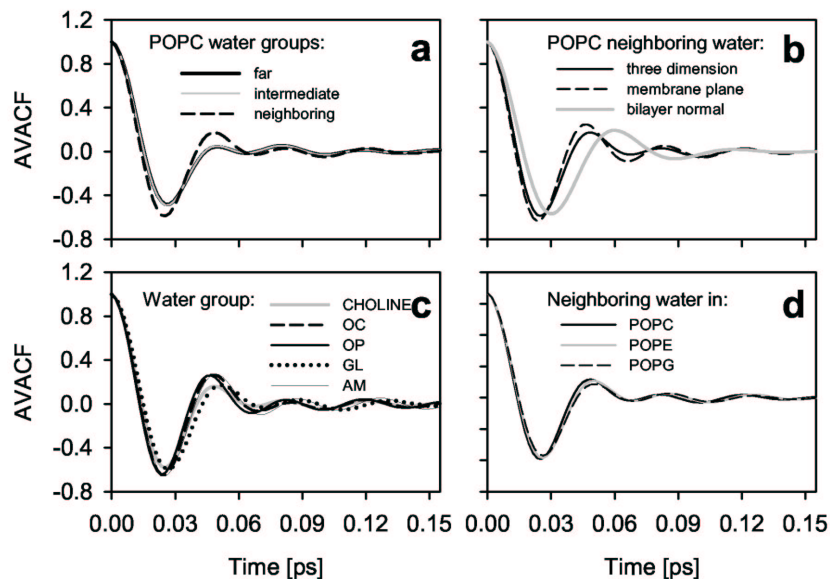 1.2
0.8
0.4
0.0
-0.4
-0.8
AVACF
POPC water groups:
a
far
intermediate
neighboring
POPC neighboring water:
b
three dimension
membrane plane
bilayer normal
1.2
0.8
0.4
0.0
-0.4
-0.8
AVACF
Water group:
c
CHOLINE
OC
OP
GL
AM
Neighboring water in:
d
POPC
POPE
POPG
0.00 0.03 0.06 0.09 0.12 0.15
0.00 0.03 0.06 0.09 0.12 0.15
Time [ps]
Time [ps]